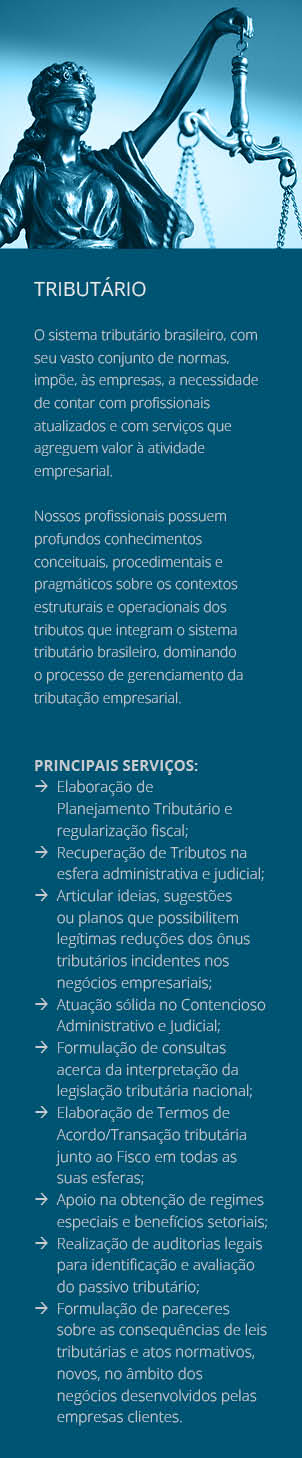 TRIBUTÁRIO
O sistema tributário brasileiro, com
seu vasto conjunto de normas,
impõe, às empresas, a necessidade
de contar com profissionais
atualizados e com serviços que
agreguem valor à atividade
empresarial.
Nossos profissionais possuem
profundos conhecimentos
conceituais, procedimentais e
pragmáticos sobre os contextos
estruturais e operacionais dos
tributos que integram o sistema
tributário brasileiro, dominando
o processo de gerenciamento da
tributação empresarial.
PRINCIPAIS SERVIÇOS:
→ Elaboração de
Planejamento Tributário e
regularização fiscal;
→ Recuperação de Tributos na
esfera administrativa e judicial;
→ Articular ideias, sugestões
ou planos que possibilitem
legítimas reduções dos ônus
tributários incidentes nos
negócios empresariais;
→ Atuação sólida no Contencioso
Administrativo e Judicial;
→ Formulação de consultas
acerca da interpretação da
legislação tributária nacional;
→ Elaboração de Termos de
Acordo/Transação tributária
junto ao Fisco em todas as
suas esferas;
→ Apoio na obtenção de regimes
especiais e benefícios setoriais;
→ Realização de auditorias legais
para identificação e avaliação
do passivo tributário;
→ Formulação de pareceres
sobre as consequências de leis
tributárias e atos normativos,
novos, no âmbito dos
negócios desenvolvidos pelas
empresas clientes.